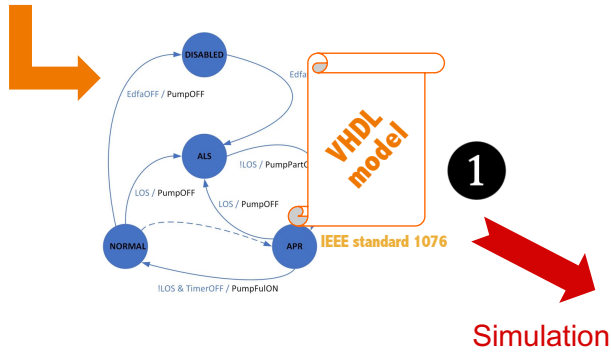 DISABLED
EdfaOFF / PumpOFF
Edfa
VHDL
model
ALS
!LOS / PumpPart
LOS / PumpOFF
LOS / PumpOFF
1
NORMAL
APR
IEEE standard 1076
!LOS & TimerOFF / PumpFulON
Simulation